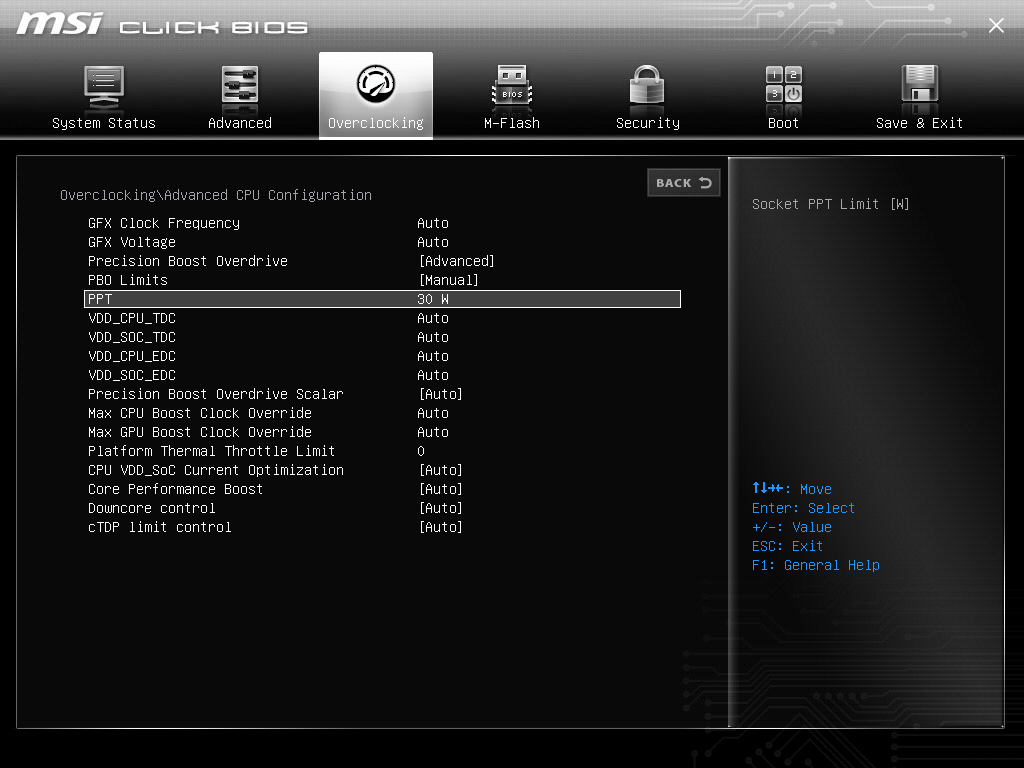 msi CLICK BIOS
System Status
Advanced
Overclocking
BIOS
M-Flash
Security
1 2
3
Boot
Save & Exit
BACK
Overclocking\Advanced CPU Configuration
GFX Clock Frequency Auto
GFX Voltage Auto
Precision Boost Overdrive [Advanced]
PBO Limits [Manual]
PPT 30 W
VDD_CPU_TDC Auto
VDD_SOC_TDC Auto
VDD_CPU_EDC Auto
VDD_SOC_EDC Auto
Precision Boost Overdrive Scalar [Auto]
Max CPU Boost Clock Override Auto
Max GPU Boost Clock Override Auto
Platform Thermal Throttle Limit 0
CPU VDD_SoC Current Optimization [Auto]
Core Performance Boost [Auto]
Downcore control [Auto]
cTDP limit control [Auto]
Socket PPT Limit [W]
↑↓→←: Move
Enter: Select
+/-: Value
ESC: Exit
F1: General Help